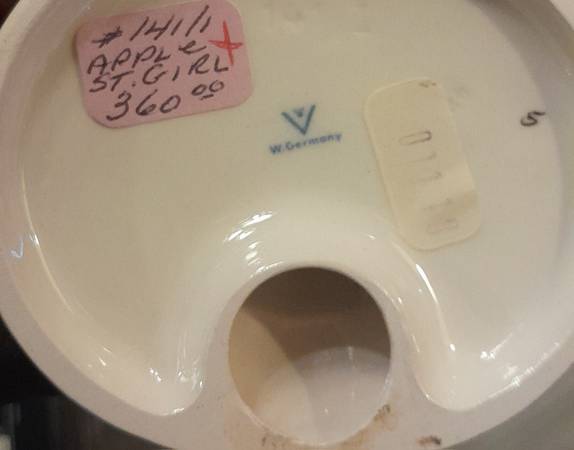 #141/1
APPLE
ST. GIRL
360 00
W. Germany
5